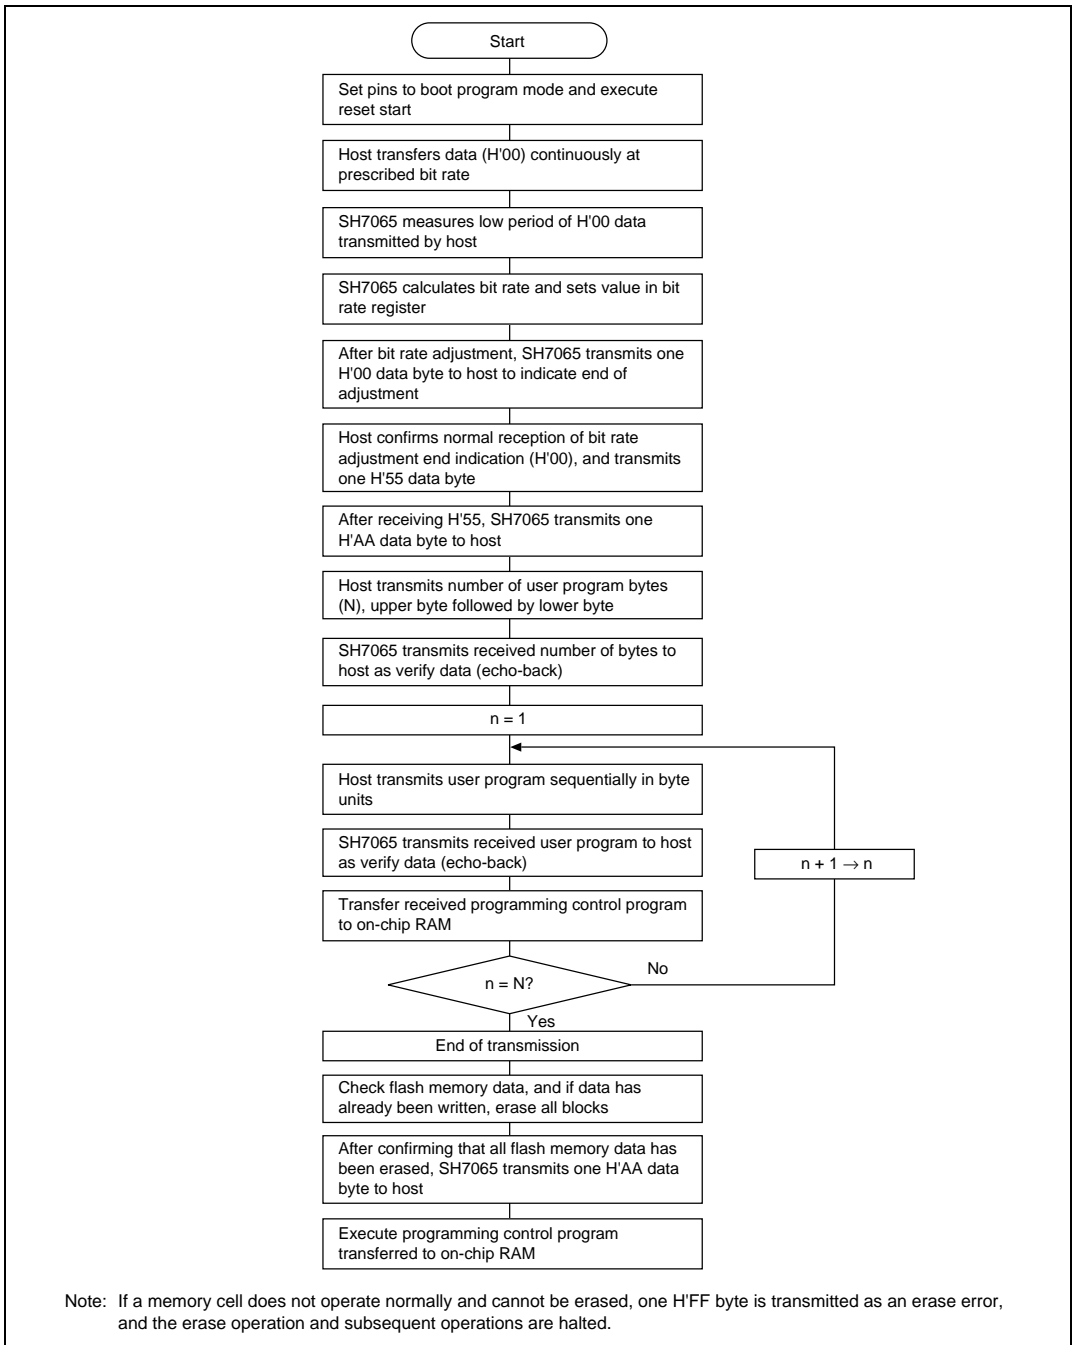 Start
Set pins to boot program mode and execute
reset start
Host transfers data (H'00) continuously at
prescribed bit rate
SH7065 measures low period of H'00 data
transmitted by host
SH7065 calculates bit rate and sets value in bit
rate register
After bit rate adjustment, SH7065 transmits one
H'00 data byte to host to indicate end of
adjustment
Host confirms normal reception of bit rate
adjustment end indication (H'00), and transmits
one H'55 data byte
After receiving H'55, SH7065 transmits one
H'AA data byte to host
Host transmits number of user program bytes
(N), upper byte followed by lower byte
SH7065 transmits received number of bytes to
host as verify data (echo-back)
n = 1
Host transmits user program sequentially in byte
units
SH7065 transmits received user program to host
as verify data (echo-back)
n + 1 → n
Transfer received programming control program
to on-chip RAM
n = N?
No
Yes
End of transmission
Check flash memory data, and if data has
already been written, erase all blocks
After confirming that all flash memory data has
been erased, SH7065 transmits one H'AA data
byte to host
Execute programming control program
transferred to on-chip RAM
Note: If a memory cell does not operate normally and cannot be erased, one H'FF byte is transmitted as an erase error,
and the erase operation and subsequent operations are halted.